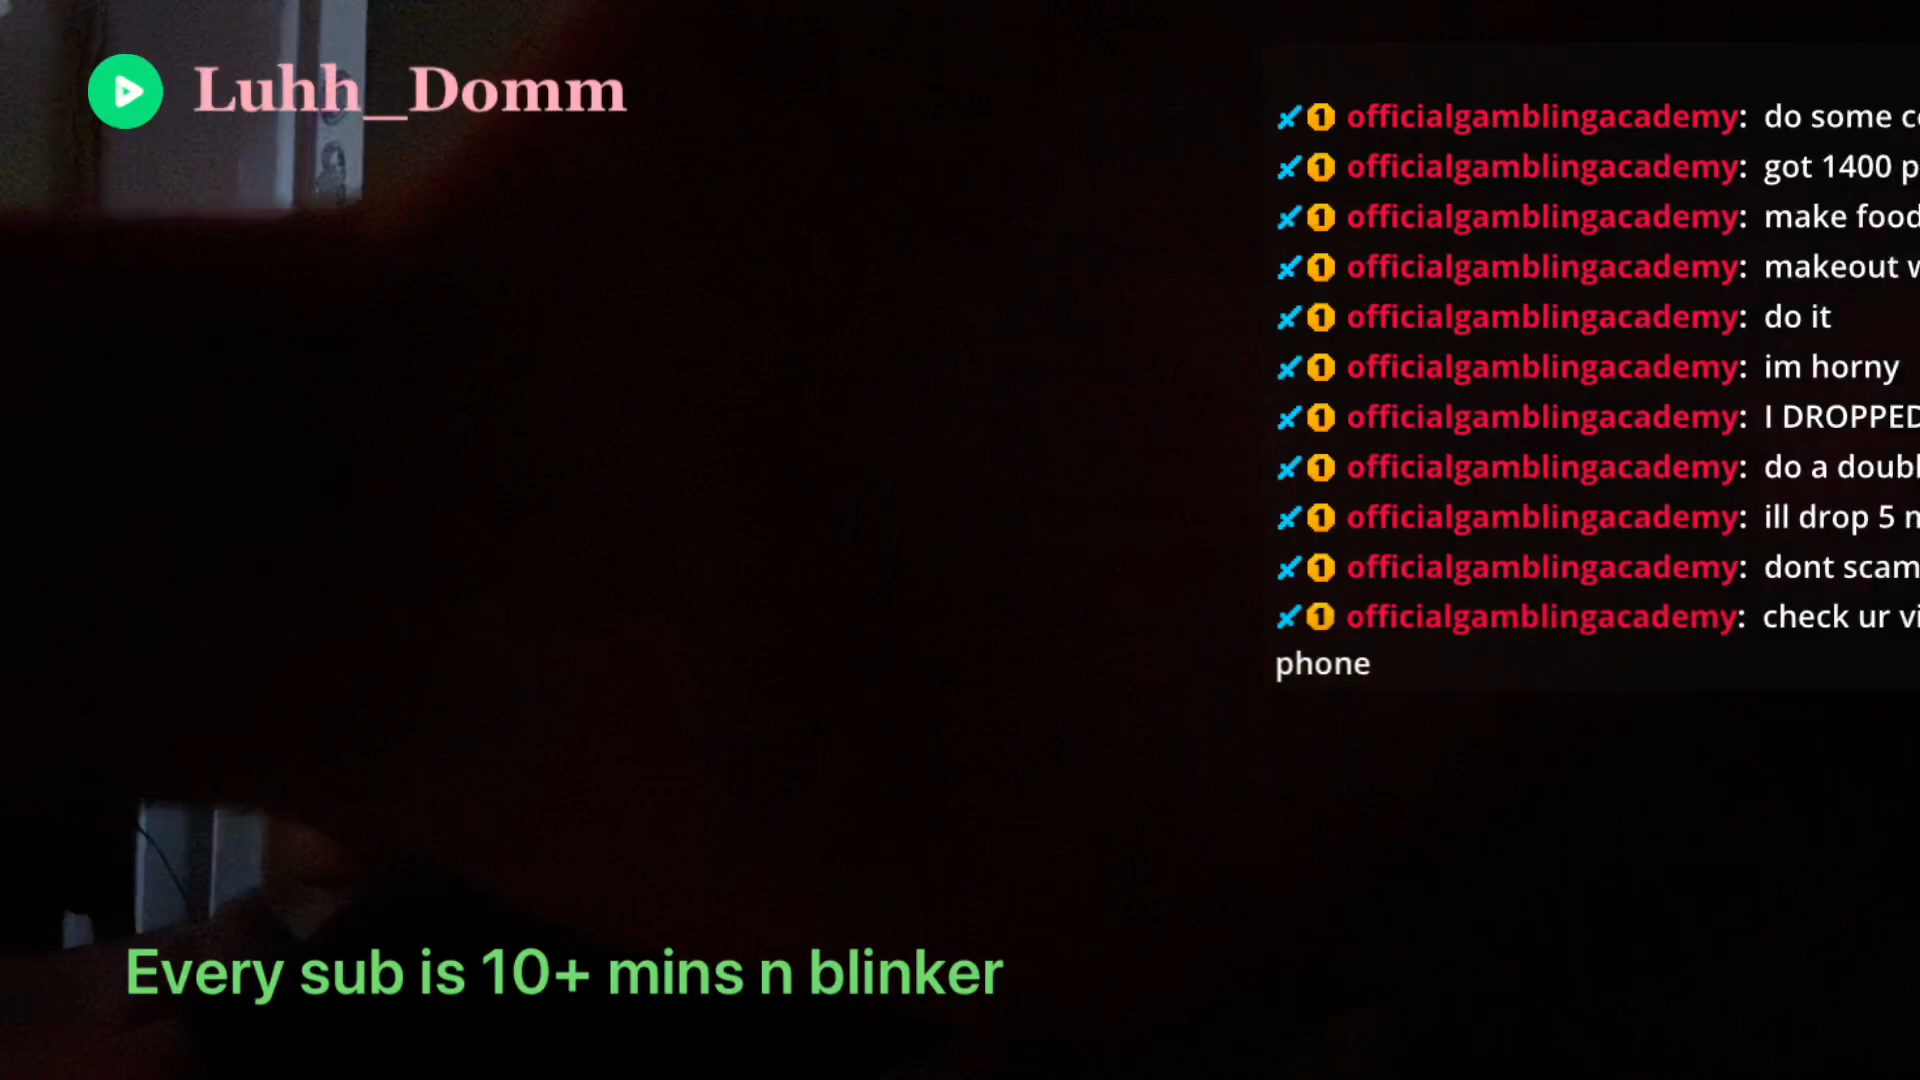 Luhh_Domm
officialgamblingacademy: do some
officialgamblingacademy: got 1400
officialgamblingacademy: make food
officialgamblingacademy: makeout
officialgamblingacademy: do it
officialgamblingacademy: im horny
officialgamblingacademy: I DROPPED
officialgamblingacademy: do a
officialgamblingacademy: ill drop 5
officialgamblingacademy: dont scam
officialgamblingacademy: check ur
phone
Every sub is 10+ mins n blinker